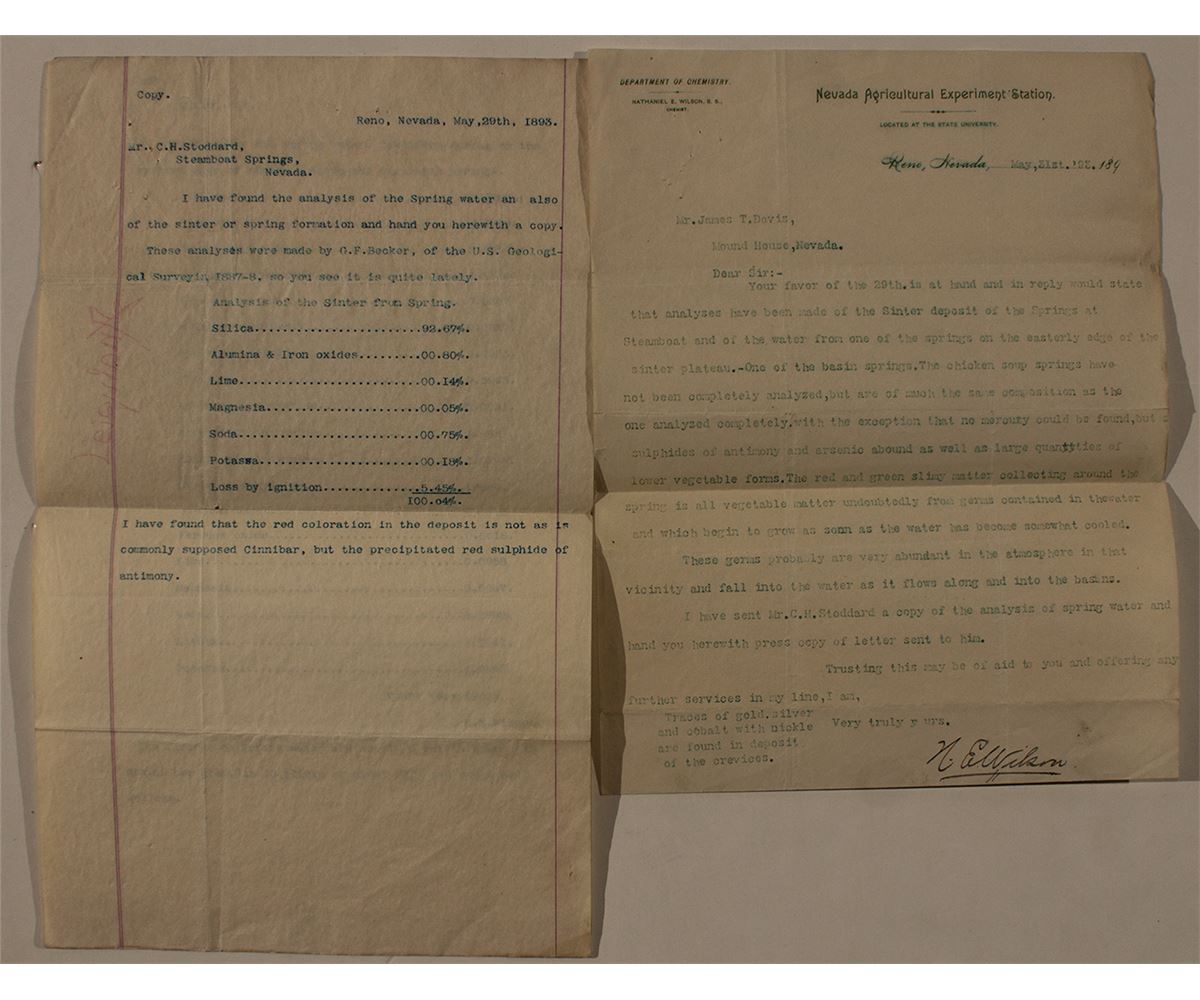 Copy.
Reno, Nevada, May,29th, 1893.
Mr. C.H.Stoddard,
Steamboat Springs,
Nevada.
I have found the analysis of the Spring water and also
of the sinter or spring formation and hand you herewith a copy.
These analyses were made by G.F.Becker, of the U.S. Geologi-
cal Survey in 1887-8, so you see it is quite lately.
Analysis of the Sinter from Spring.
Silica......................92.67%.
Alumina & Iron oxides.........00.80%.
Lime..........................00.14%.
Magnesia......................00.05%.
Soda..........................00.75%.
Potassa.......................00.18%.
Loss by ignition..............5.45%.
100.04%.
I have found that the red coloration in the deposit is not as is
commonly supposed Cinnibar, but the precipitated red sulphide of
antimony.
DEPARTMENT OF CHEMISTRY.
NATHANIEL E. WILSON, B. S.,
CHEMIST.
Nevada Agricultural Experiment Station.
LOCATED AT THE STATE UNIVERSITY.
Reno, Nevada, May,31st.193.189
Mr.James T.Davis,
Mound House,Nevada.
Dear Sir:-
Your favor of the 29th.is at hand and in reply would state
that analyses have been made of the Sinter deposit of the Springs at
Steamboat and of the water from one of the springs on the easterly edge of the
sinter plateau.-One of the basin springs.The chicken soup springs have
not been completely analyzed,but are of much the same composition as the
one analyzed completely.with the exception that no mercury could be found,but
sulphides of antimony and arsenic abound as well as large quantities of
lower vegetable forms.The red and green slimy matter collecting around the
spring is all vegetable matter undoubtedly from germs contained in thewater
and which begin to grow as sonn as the water has become somewhat cooled.
These germs probably are very abundant in the atmosphere in that
vicinity and fall into the water as it flows along and into the basins.
I have sent Mr.C.H.Stoddard a copy of the analysis of spring water and
hand you herewith press copy of letter sent to him.
Trusting this may be of aid to you and offering any
further services in my line,I am,
Very truly y urs.
Traces of gold.silver
and cobalt with nickle
are found in deposit
of the crevices.
N. E Wilson.